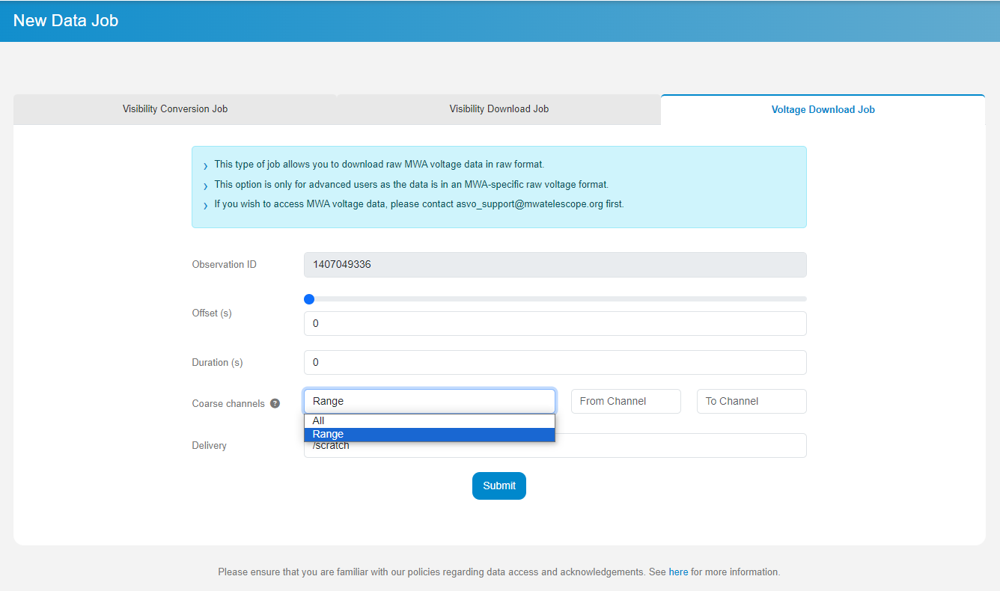 New Data Job
Visibility Conversion Job
Visibility Download Job
Voltage Download Job
› This type of job allows you to download raw MWA voltage data in raw format.
› This option is only for advanced users as the data is in an MWA-specific raw voltage format.
› If you wish to access MWA voltage data, please contact asvo_support@mwatelescope.org first.
Observation ID
1407049336
Offset (s)
0
Duration (s)
0
Coarse channels ?
Range
From Channel
To Channel
All
Range
Delivery
/scratch
Submit
Please ensure that you are familiar with our policies regarding data access and acknowledgements. See here for more information.